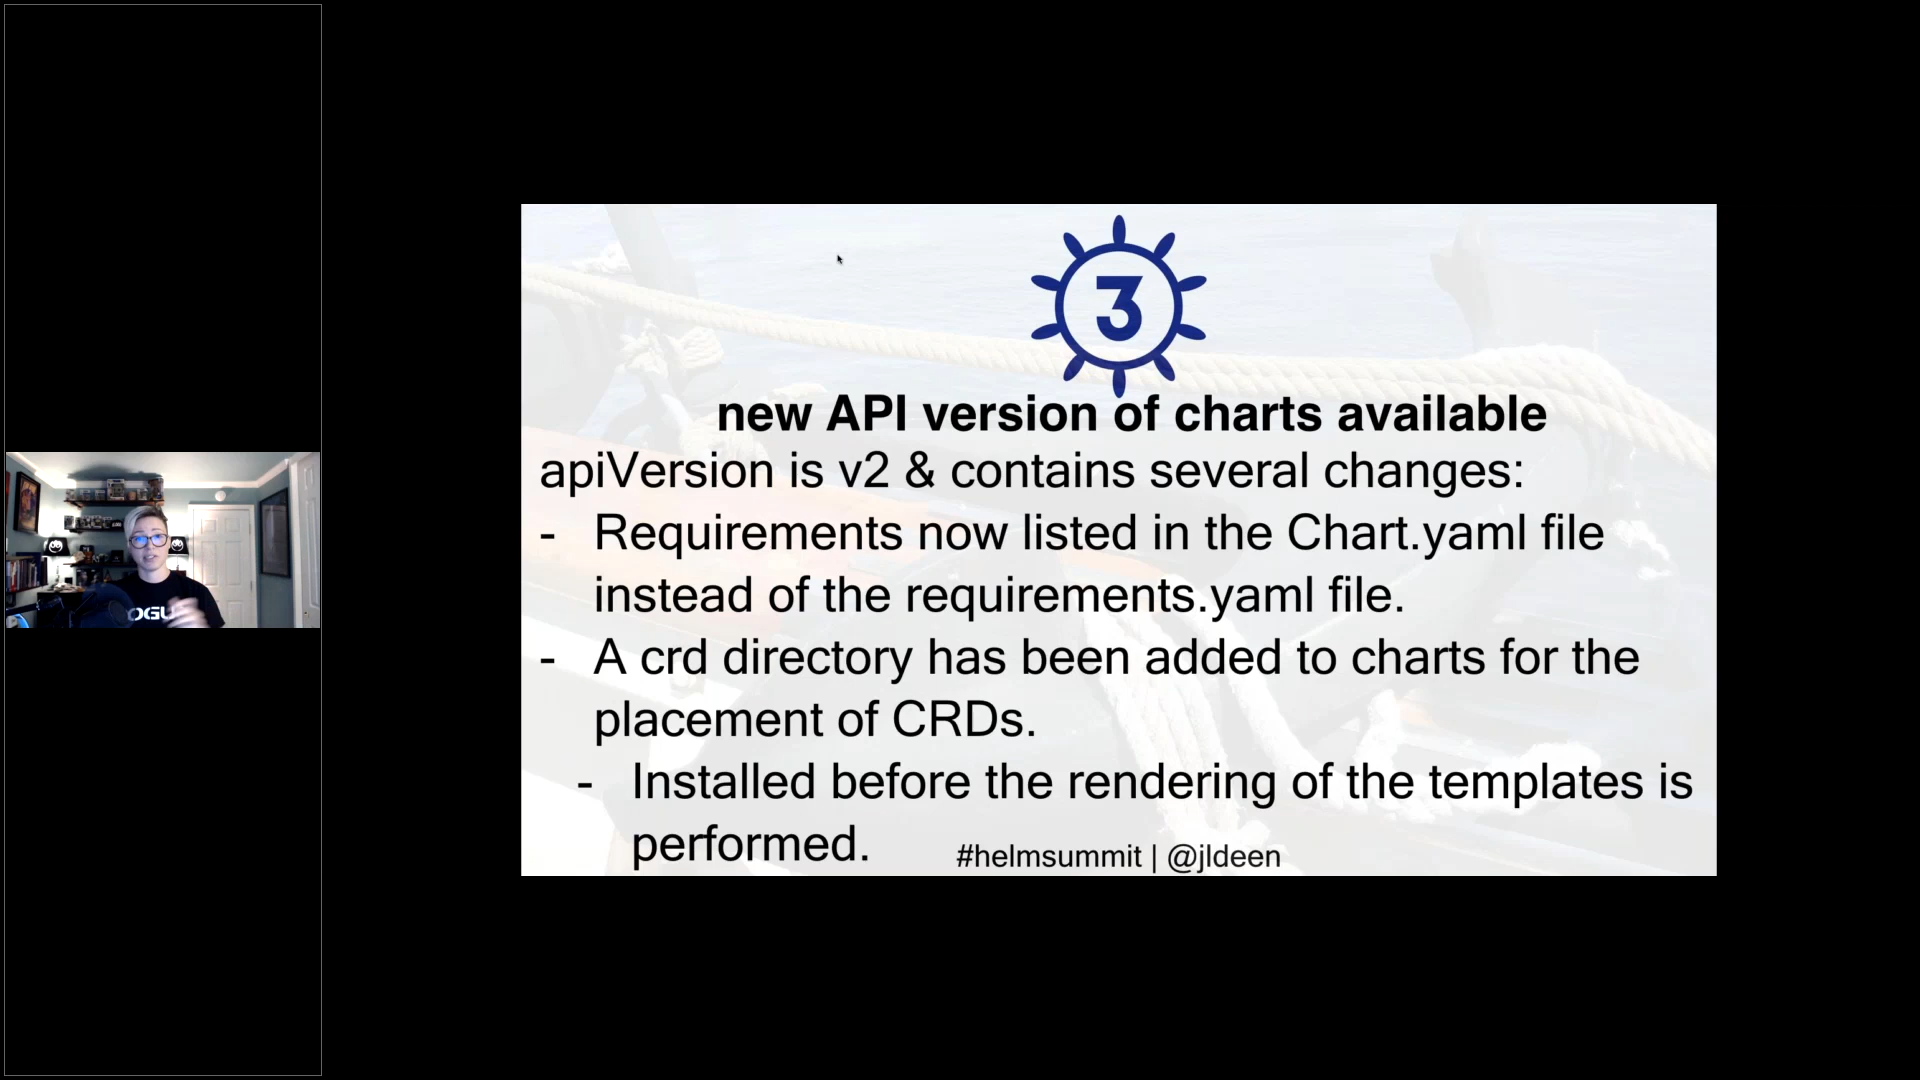 OGU
3
new API version of charts available
apiVersion is v2 & contains several changes:
- Requirements now listed in the Chart.yaml file
instead of the requirements.yaml file.
- A crd directory has been added to charts for the
placement of CRDs.
- Installed before the rendering of the templates is
performed.
#helmsummit | @jldeen